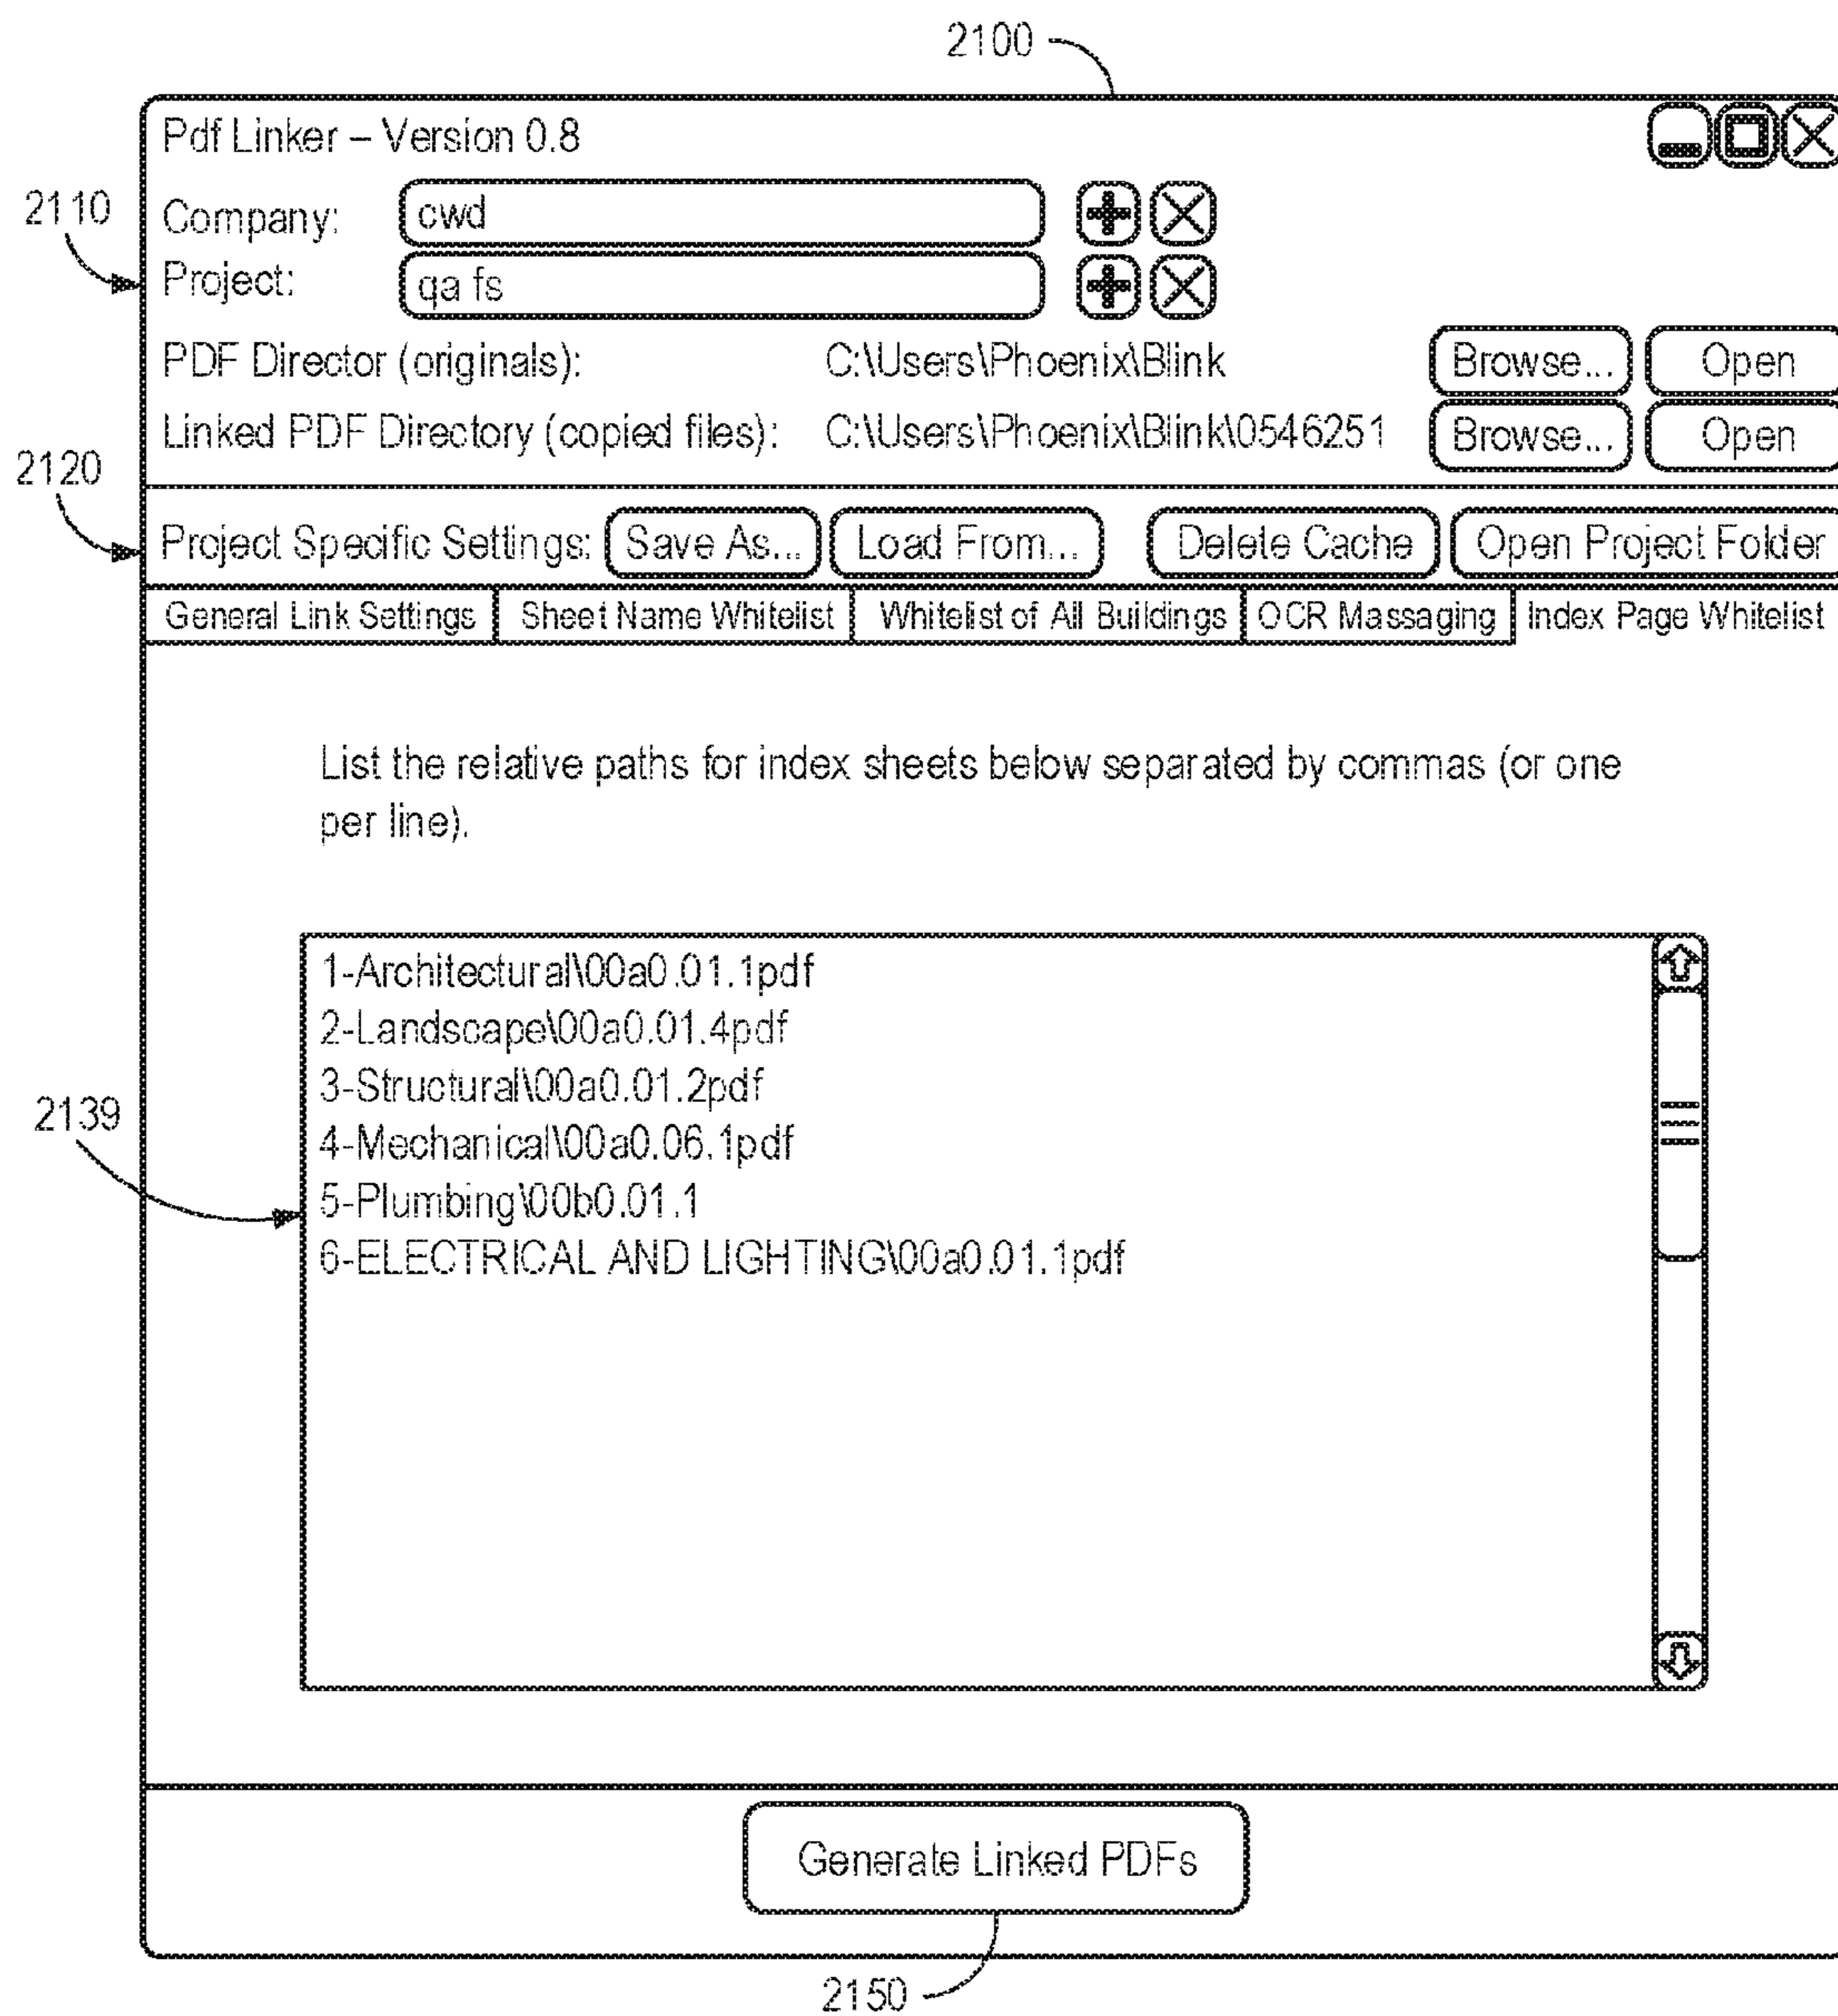 2100
Pdf Linker – Version 0.8
2110
Company: cwd
Project: qa fs
PDF Director (originals): C:\Users\Phoenix\Blink Browse... Open
Linked PDF Directory (copied files): C:\Users\Phoenix\Blink\0546251 Browse... Open
2120
Project Specific Settings: Save As... Load From... Delete Cache Open Project Folder
General Link Settings Sheet Name Whitelist Whitelist of All Buildings OCR Massaging Index Page Whitelist
List the relative paths for index sheets below separated by commas (or one
per line).
1-Architectural\00a0.01.1pdf
2-Landscape\00a0.01.4pdf
3-Structural\00a0.01.2pdf
2139
4-Mechanical\00a0.06.1pdf
5-Plumbing\00b0.01.1
6-ELECTRICAL AND LIGHTING\00a0.01.1pdf
Generate Linked PDFs
2150